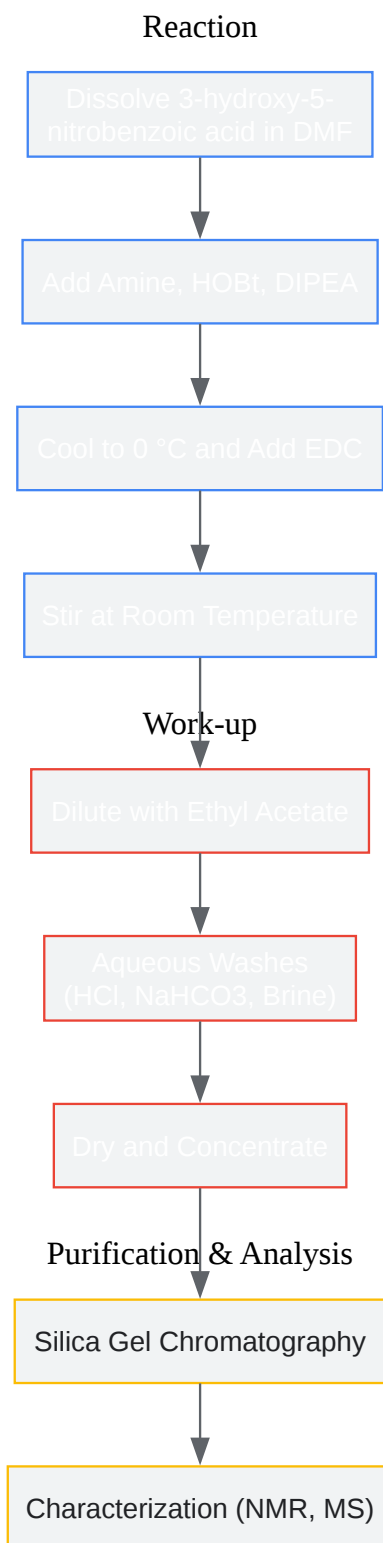 Reaction
Dissolve 3-hydroxy-5-
nitrobenzoic acid in DMF
Add Amine, HOBt, DIPEA
Cool to 0 °C and Add EDC
Stir at Room Temperature
Work-up
Dilute with Ethyl Acetate
Aqueous Washes
(HCl, NaHCO3, Brine)
Dry and Concentrate
Purification & Analysis
Silica Gel Chromatography
Characterization (NMR, MS)